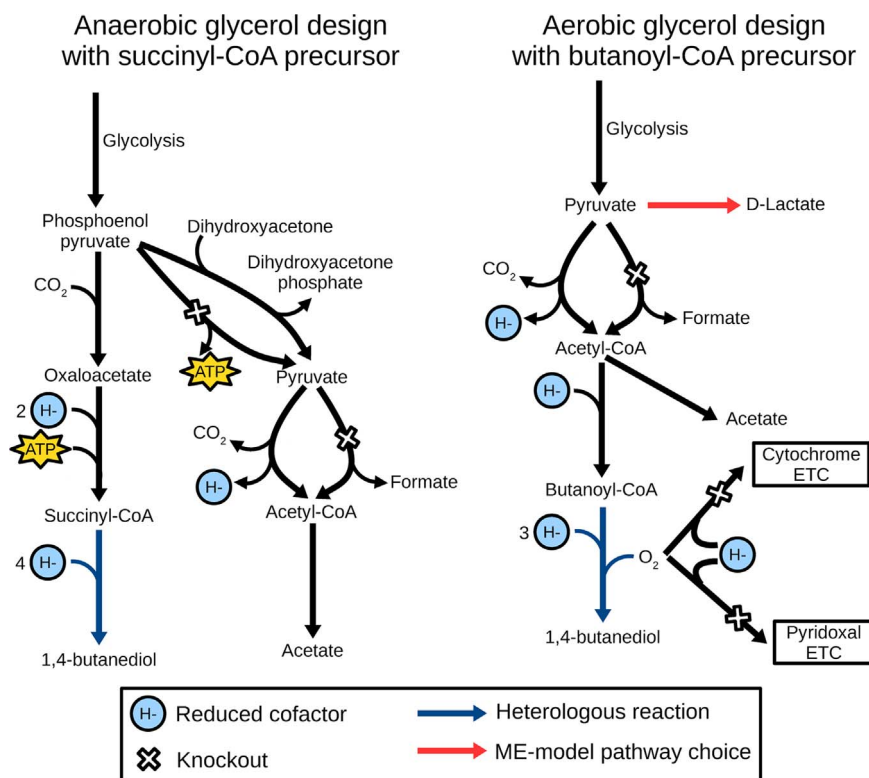 Anaerobic glycerol design
with succinyl-CoA precursor
Glycolysis
Phosphoenol
pyruvate
Dihydroxyacetone
Dihydroxyacetone
phosphate
CO2
ATP
Oxaloacetate
Pyruvate
2 H-
ATP
CO2
H-
Formate
Succinyl-CoA
Acetyl-CoA
4 H-
1,4-butanediol
Acetate
Aerobic glycerol design
with butanoyl-CoA precursor
Glycolysis
Pyruvate
D-Lactate
CO2
H-
Formate
Acetyl-CoA
H-
Acetate
Cytochrome
ETC
Butanoyl-CoA
3 H-
O2
H-
1,4-butanediol
Pyridoxal
ETC
H- Reduced cofactor
Heterologous reaction
Knockout
ME-model pathway choice